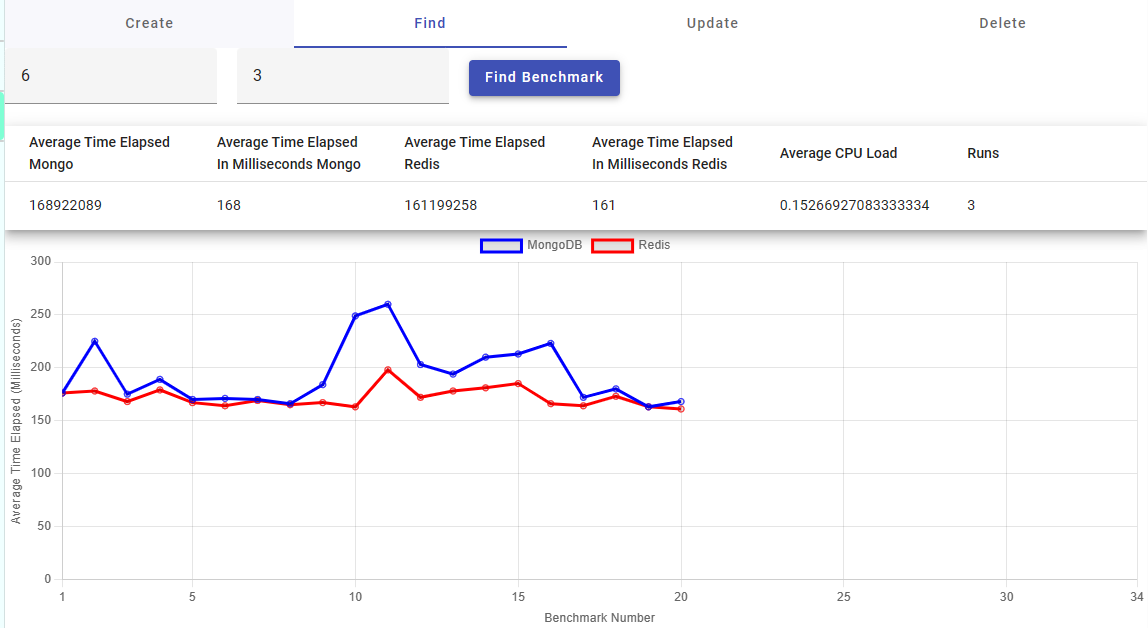 Create Find Update Delete
6 3 Find Benchmark
Average Time Elapsed Mongo
Average Time Elapsed In Milliseconds Mongo
Average Time Elapsed Redis
Average Time Elapsed In Milliseconds Redis
Average CPU Load
Runs
168922089 168 161199258 161 0.15266927083333334 3
MongoDB Redis
300
250
200
150
100
50
0
Average Time Elapsed (Milliseconds)
1 5 10 15 20 25 30 34
Benchmark Number